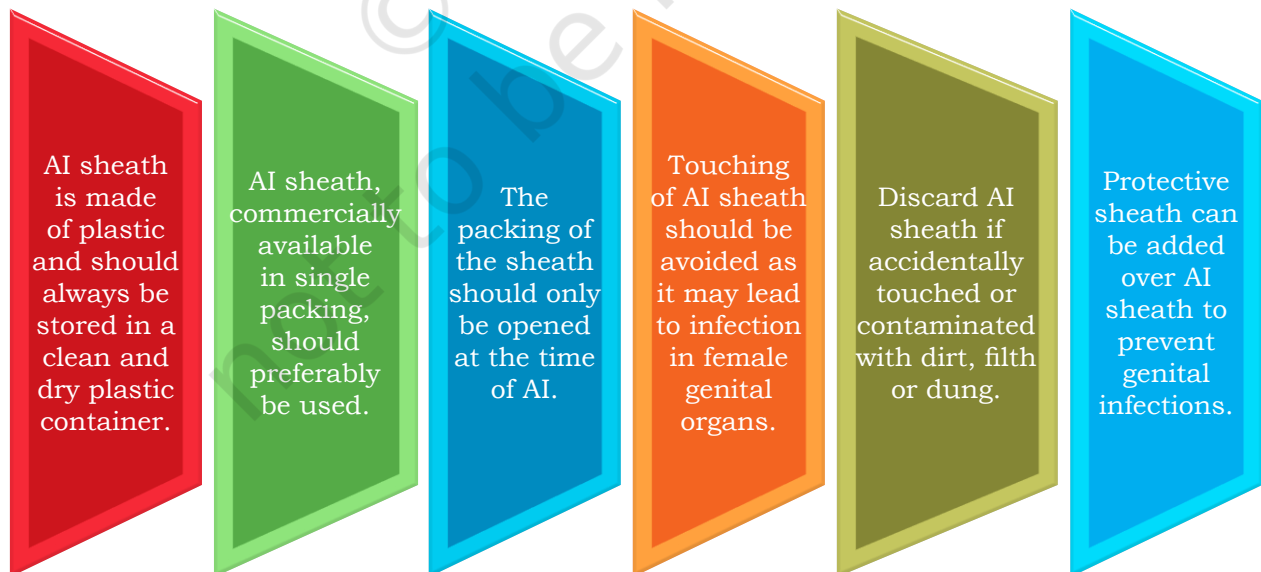 AI sheath
is made
of plastic
and should
always be
stored in a
clean and
dry plastic
container.
AI sheath,
commercially
available
in single
packing,
should
preferably
be used.
The
packing of
the sheath
should only
be opened
at the time
of AI.
Touching
of AI sheath
should be
avoided as
it may lead
to infection
in female
genital
organs.
Discard AI
sheath if
accidentally
touched or
contaminated
with dirt, filth
or dung.
Protective
sheath can
be added
over AI
sheath to
prevent
genital
infections.
©
not to be